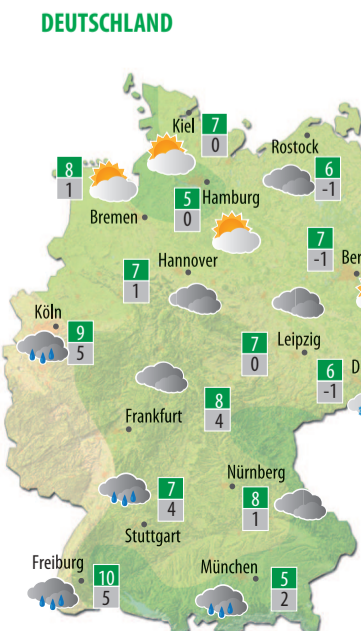 DEUTSCHLAND
Kiel
7
0
Rostock
6
-1
8
1
5
0
Hamburg
Bremen
7
-1
Ber
Hannover
7
1
Köln
9
5
7
0
Leipzig
6
-1
D
8
4
Frankfurt
Nürnberg
8
1
7
4
Stuttgart
Freiburg
10
5
München
5
2